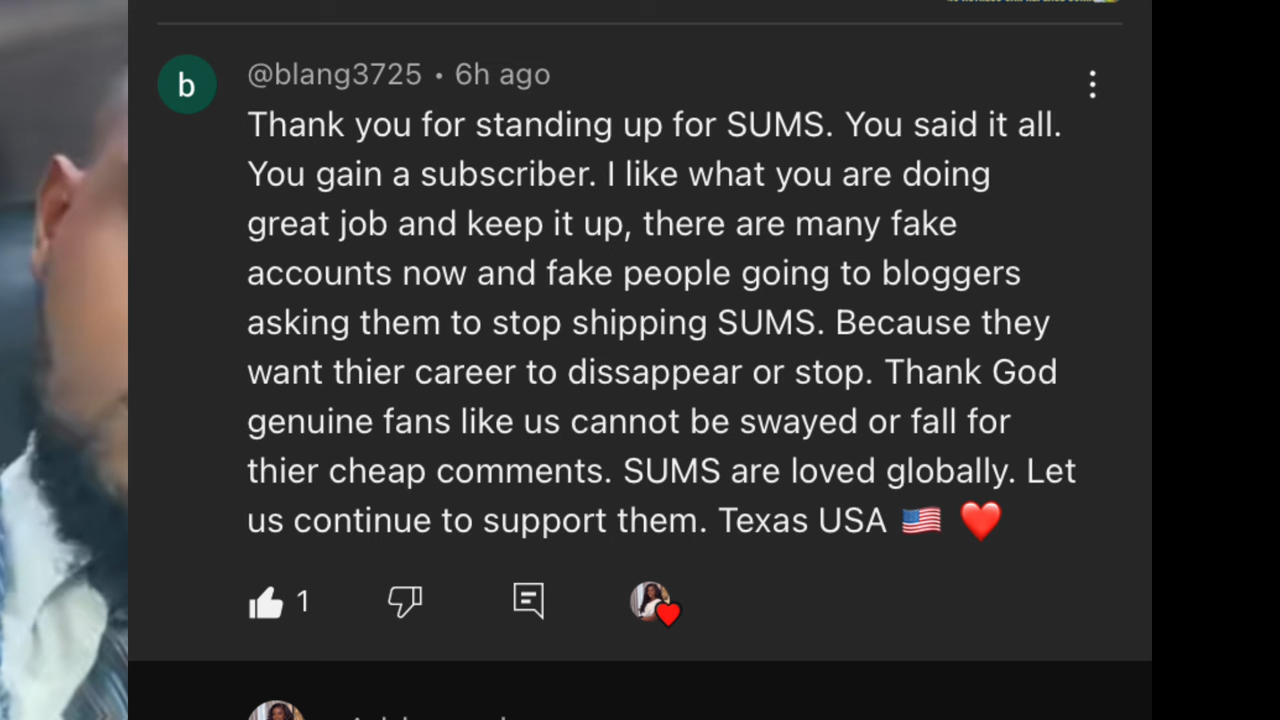 b
@blang3725 • 6h ago
Thank you for standing up for SUMS. You said it all.
You gain a subscriber. I like what you are doing
great job and keep it up, there are many fake
accounts now and fake people going to bloggers
asking them to stop shipping SUMS. Because they
want thier career to dissappear or stop. Thank God
genuine fans like us cannot be swayed or fall for
thier cheap comments. SUMS are loved globally. Let
us continue to support them. Texas USA 🇺🇸 ❤️
1